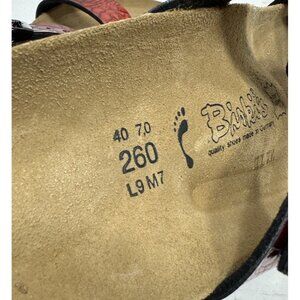 40 7,0
260
L9 M7
Birki's
quality shoes made in Germany